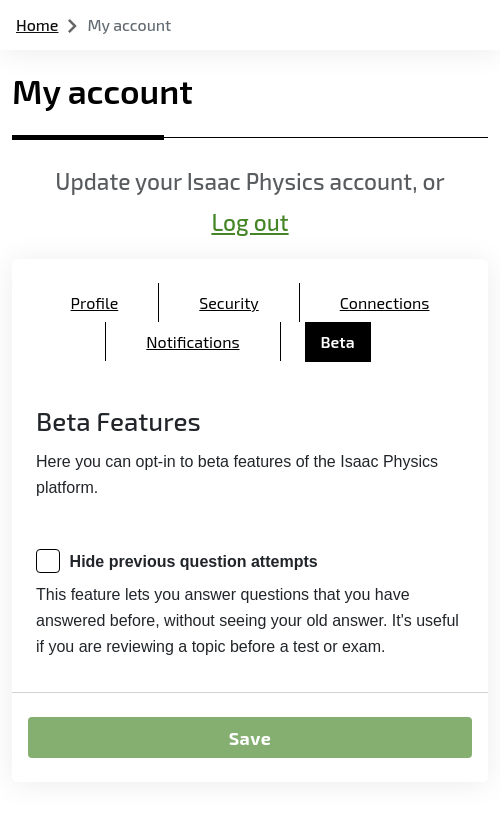 Home My account
My account
Update your Isaac Physics account, or
Log out
Profile Security Connections
Notifications Beta
Beta Features
Here you can opt-in to beta features of the Isaac Physics
platform.
Hide previous question attempts
This feature lets you answer questions that you have
answered before, without seeing your old answer. It's useful
if you are reviewing a topic before a test or exam.
Save